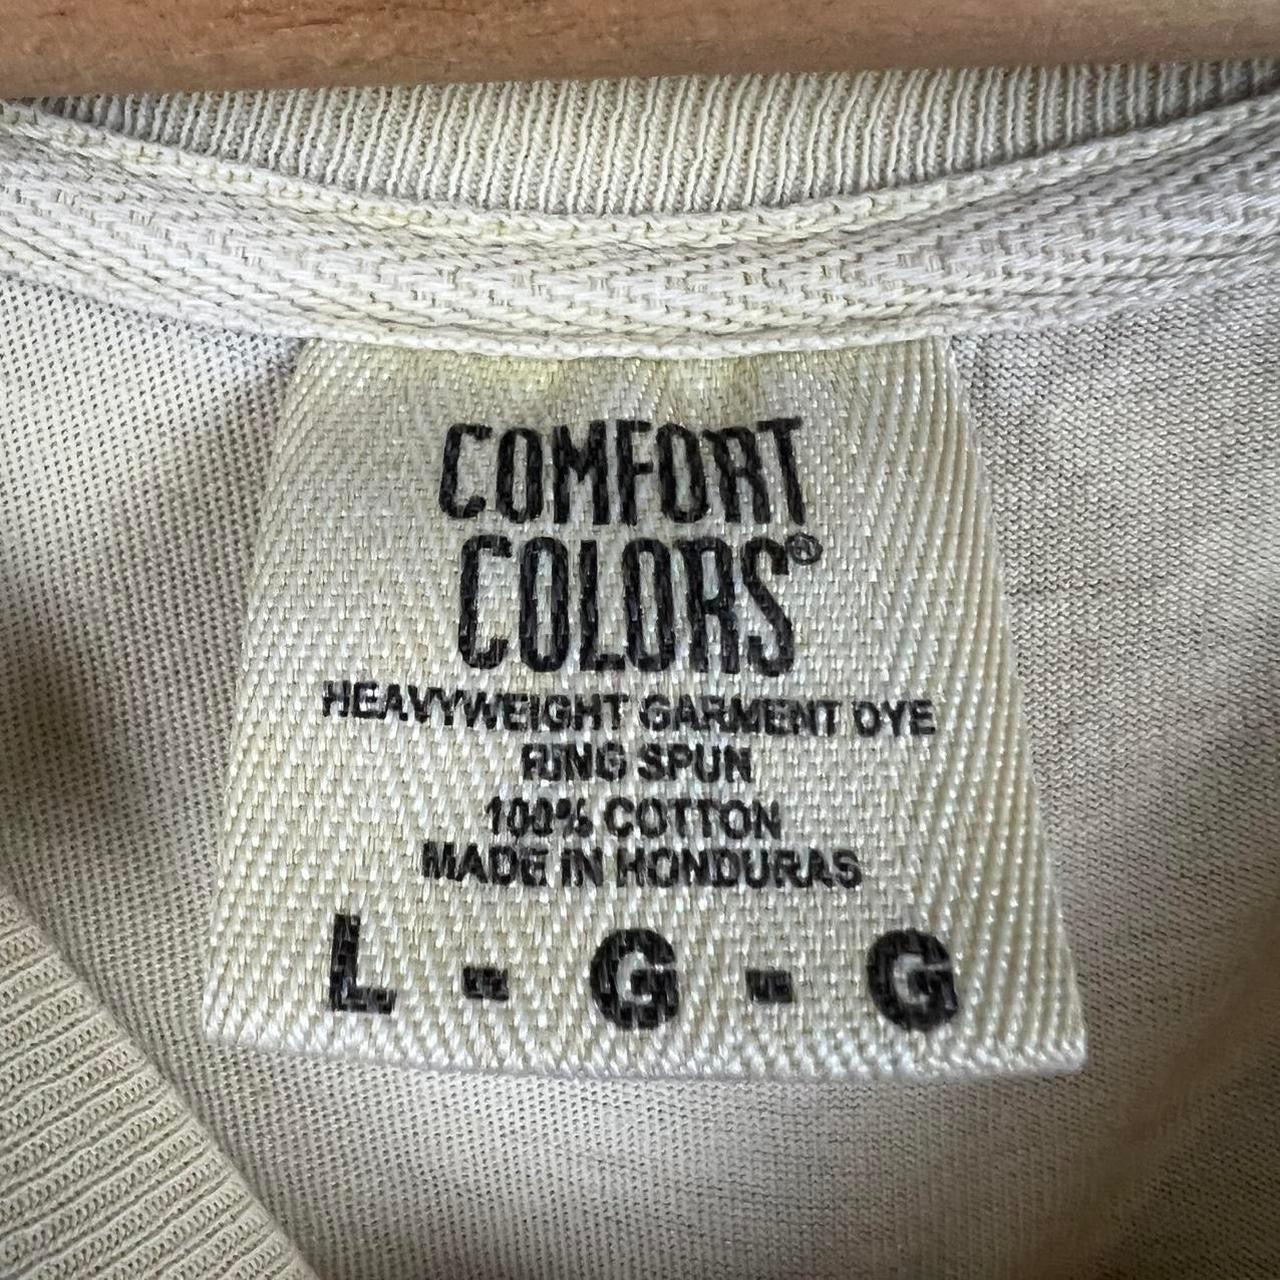 COMFORT
COLORS®
HEAVYWEIGHT GARMENT DYE
RING SPUN
100% COTTON
MADE IN HONDURAS
L - G - G